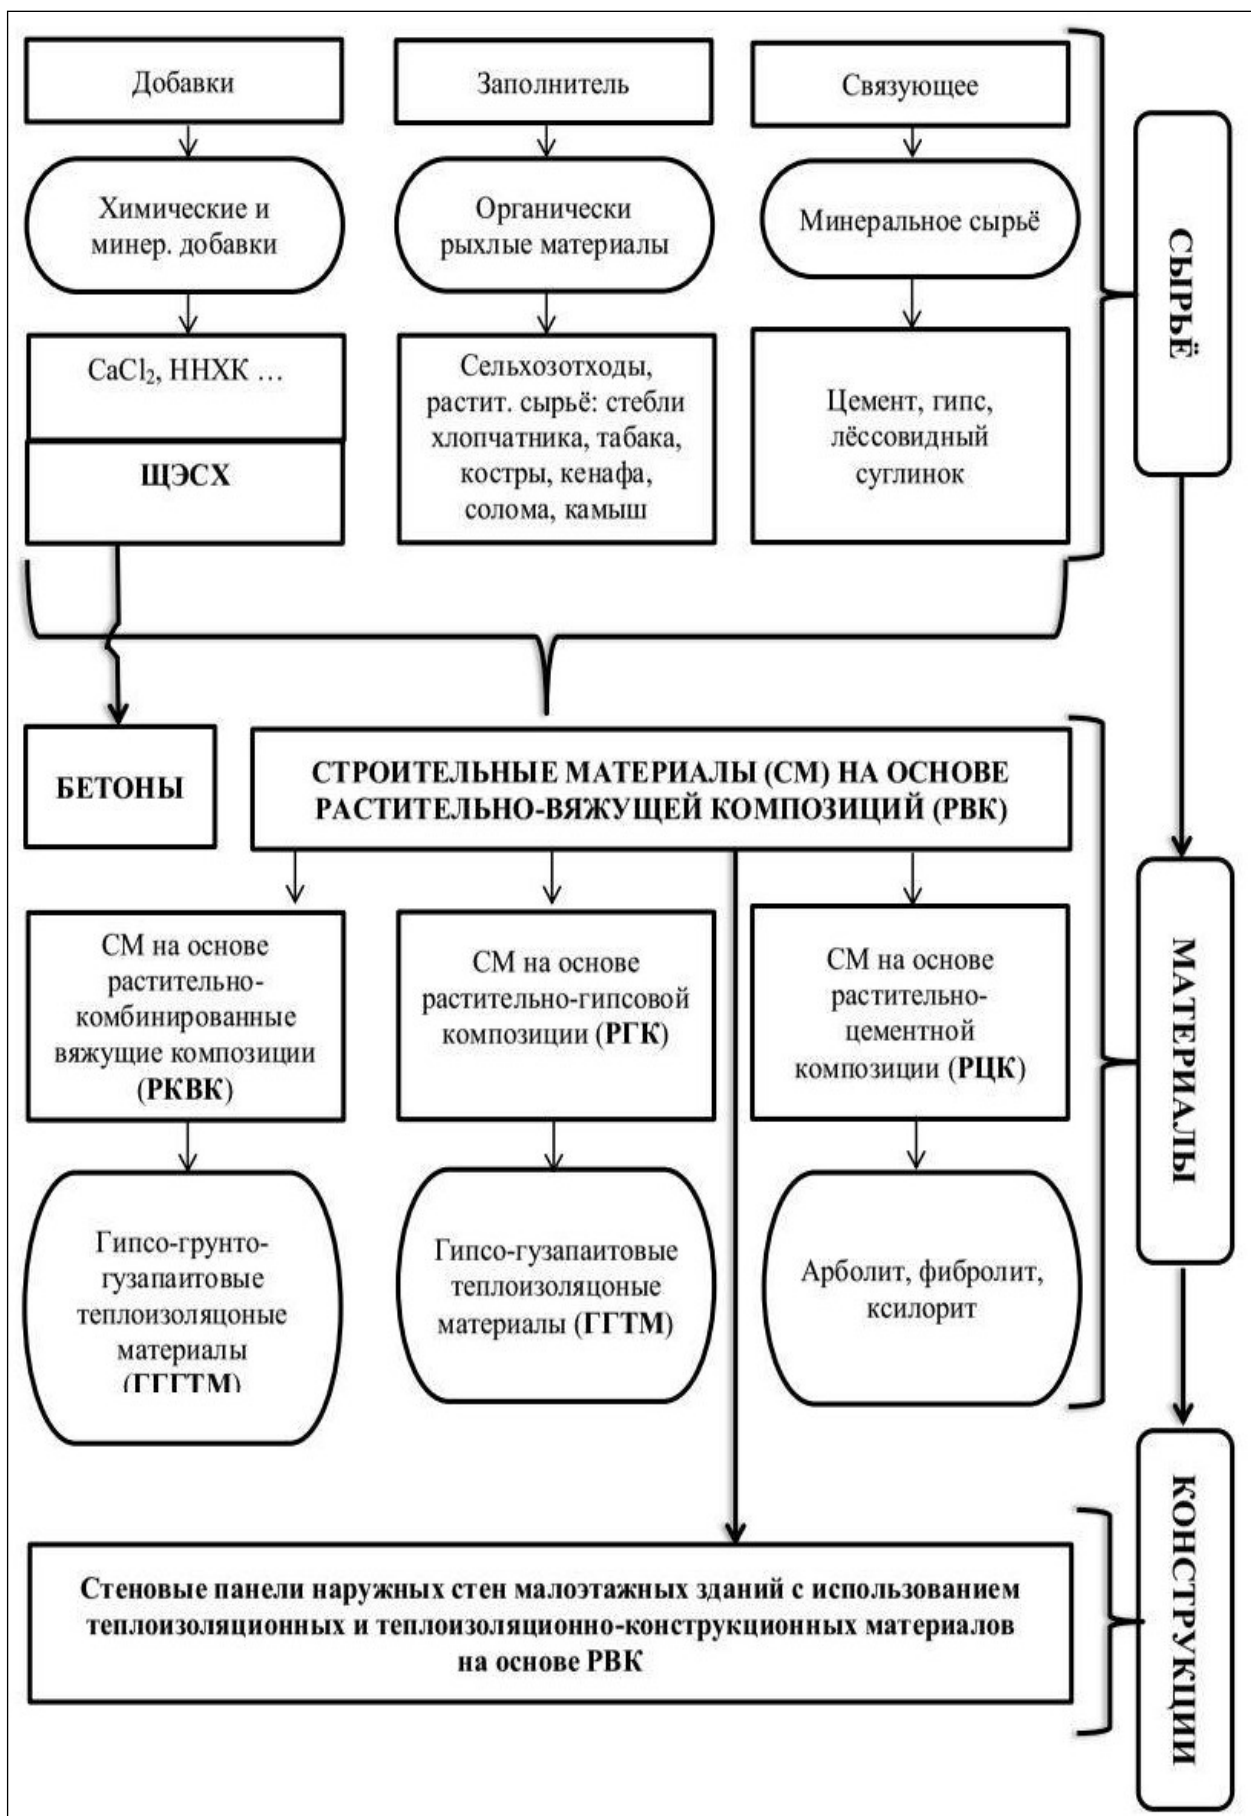 Добавки
Заполнитель
Связующее
Химические и
минер. добавки
Органически
рыхлые материалы
Минеральное сырьё
CaCl₂, ННХК …
ЩЭСХ
Сельхозотходы,
растит. сырьё: стебли
хлопчатника, табака,
костры, кенафа,
солома, камыш
Цемент, гипс,
лёссовидный
суглинок
СЫРЬЁ
БЕТОНЫ
СТРОИТЕЛЬНЫЕ МАТЕРИАЛЫ (СМ) НА ОСНОВЕ
РАСТИТЕЛЬНО-ВЯЖУЩЕЙ КОМПОЗИЦИЙ (РВК)
СМ на основе
растительно-
комбинированные
вяжущие композиции
(РКВК)
СМ на основе
растительно-гипсовой
композиции (РГК)
СМ на основе
растительно-
цементной
композиции (РЦК)
Гипсо-грунто-
гузапаитовые
теплоизоляцоные
материалы
(ГГГТМ)
Гипсо-гузапаитовые
теплоизоляцоные
материалы (ГГТМ)
Арболит, фибролит,
ксилорит
МАТЕРИАЛЫ
Стеновые панели наружных стен малоэтажных зданий с использованием
теплоизоляционных и теплоизоляционно-конструкционных материалов
на основе РВК
КОНСТРУКЦИИ